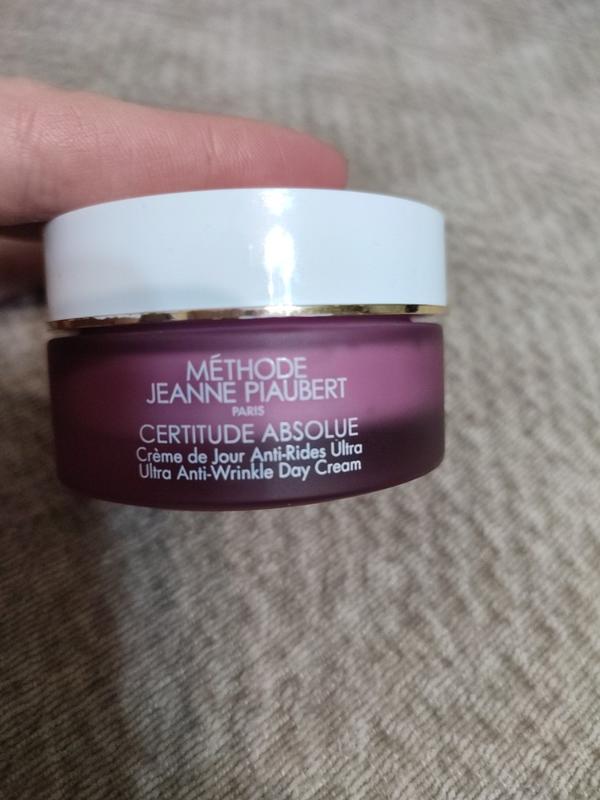 MÉTHODE
JEANNE PIAUBERT
PARIS
CERTITUDE ABSOLUE
Crème de Jour Anti-Rides Ultra
Ultra Anti-Wrinkle Day Cream